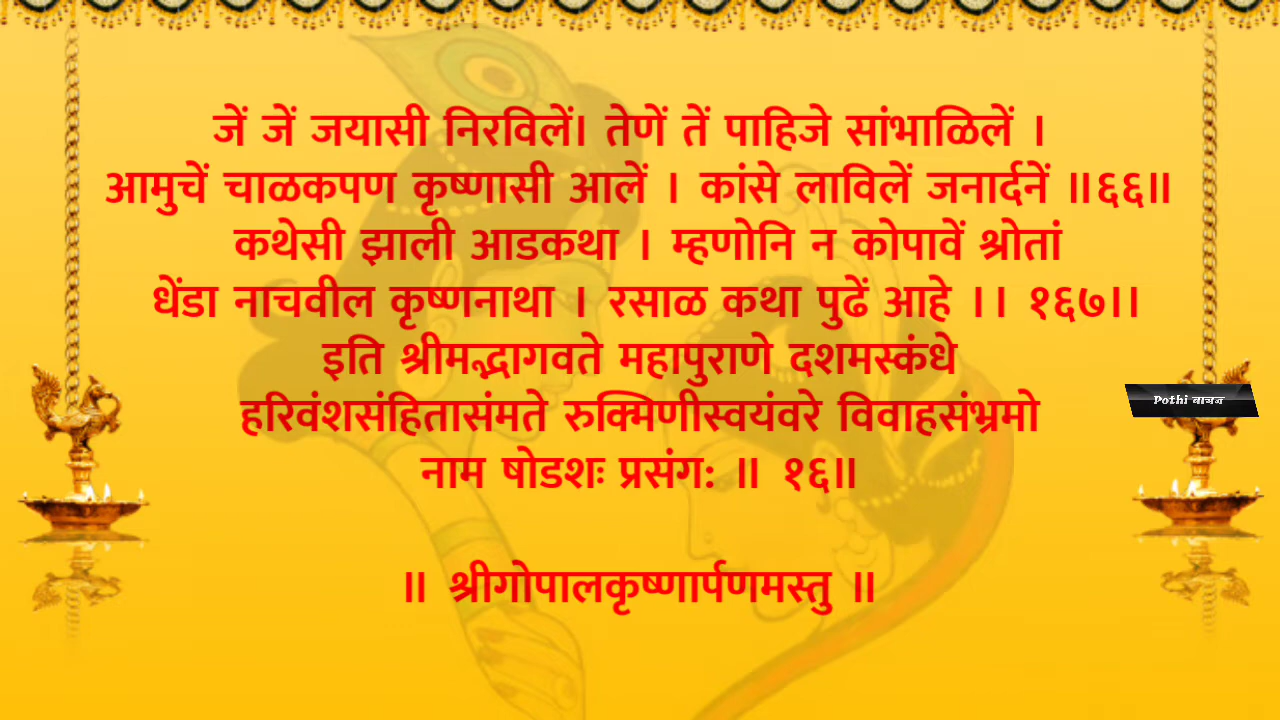 जें जें जयासी निरविलें। तेणें तें पाहिजे सांभाळिलें ।
आमुचें चाळकपण कृष्णासी आलें । कांसे लाविलें जनार्दनें ॥६६॥
कथेसी झाली आडकथा । म्हणोनि न कोपावें श्रोतां
धेंडा नाचवील कृष्णनाथा । रसाळ कथा पुढें आहे ।। १६७।।
इति श्रीमद्भागवते महापुराणे दशमस्कंधे
हरिवंशसंहितासंमते रुक्मिणीस्वयंवरे विवाहसंभ्रमो
नाम षोडशः प्रसंग: ॥ १६॥
॥ श्रीगोपालकृष्णार्पणमस्तु ॥
Pothi वाचन